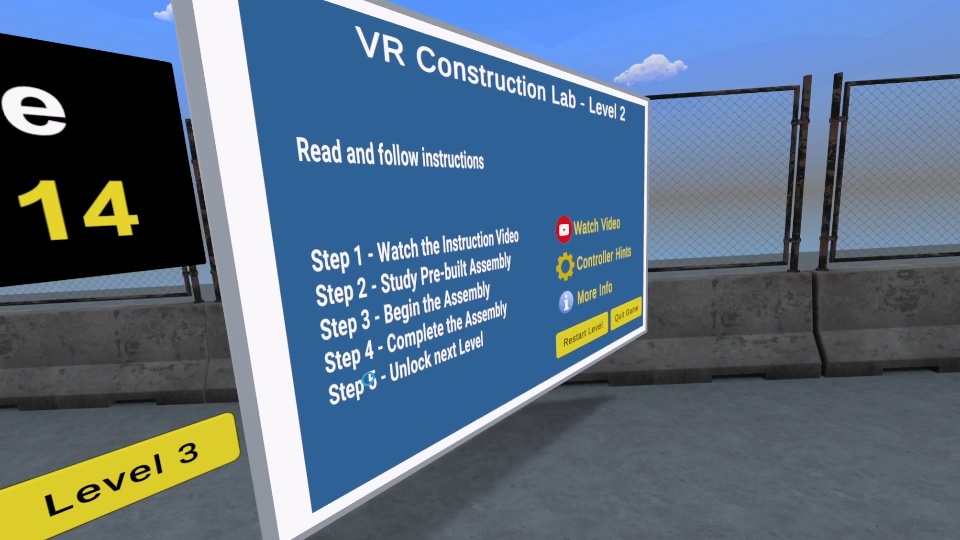 e
14
Level 3
VR Construction Lab - Level 2
Read and follow instructions
Step 1 - Watch the Instruction Video
Step 2 - Study Pre-built Assembly
Step 3 - Begin the Assembly
Step 4 - Complete the Assembly
Step 5 - Unlock next Level
Watch Video
Controller Hints
More Info
Restart Level
Quit Game